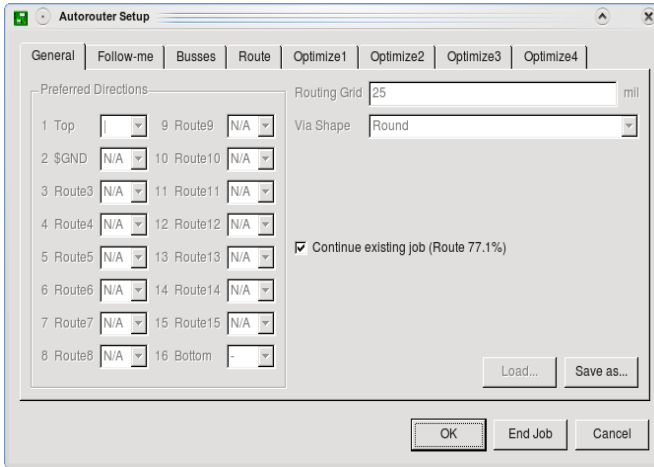 Autorouter Setup
General Follow-me Busses Route Optimize1 Optimize2 Optimize3 Optimize4
Preferred Directions
1 Top | 9 Route9 N/A
2 $GND N/A 10 Route10 N/A
3 Route3 N/A 11 Route11 N/A
4 Route4 N/A 12 Route12 N/A
5 Route5 N/A 13 Route13 N/A
6 Route6 N/A 14 Route14 N/A
7 Route7 N/A 15 Route15 N/A
8 Route8 N/A 16 Bottom -
Routing Grid 25 mil
Via Shape Round
Continue existing job (Route 77.1%)
Load... Save as...
OK End Job Cancel